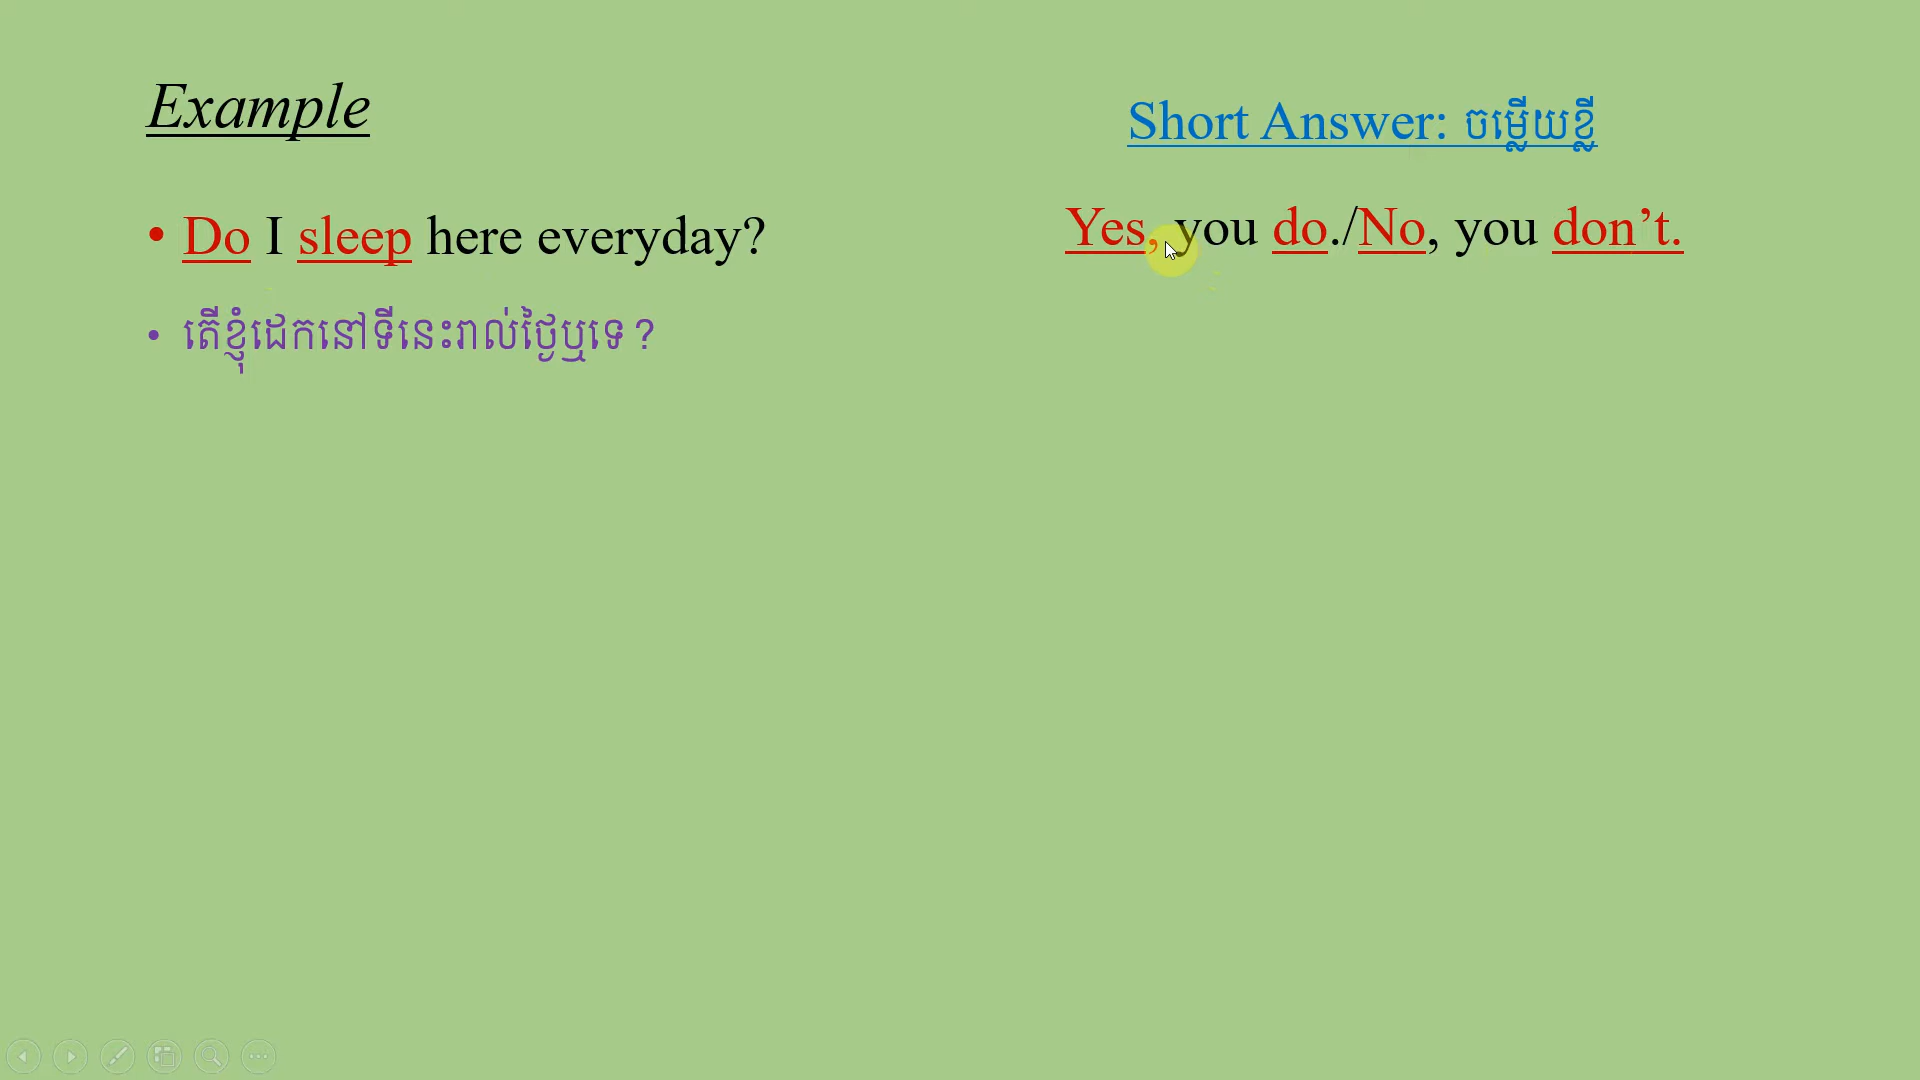 Example
Short Answer: ចម្លើយខ្លី
• Do I sleep here everyday?
Yes, you do./No, you don’t.
• តើខ្ញុំដេកនៅទីនេះរាល់ថ្ងៃឬទេ?